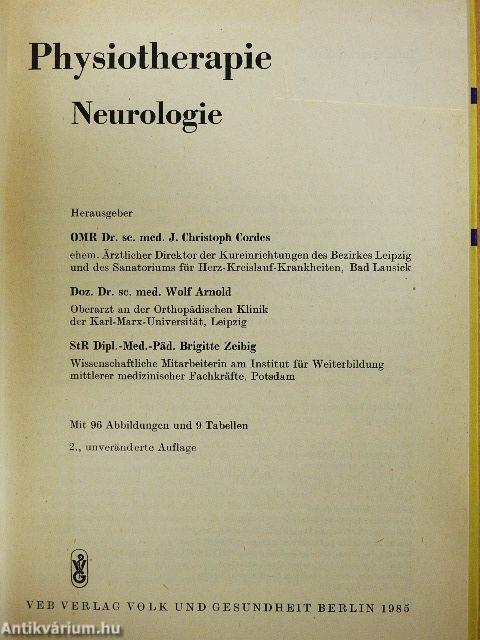 Physiotherapie
Neurologie
Herausgeber
OMR Dr. sc. med. J. Christoph Cordes
ehem. Ärztlicher Direktor der Kureinrichtungen des Bezirkes Leipzig
und des Sanatoriums für Herz-Kreislauf-Krankheiten, Bad Lausick
Doz. Dr. sc. med. Wolf Arnold
Oberarzt an der Orthopädischen Klinik
der Karl-Marx-Universität, Leipzig
StR Dipl.-Med.-Päd. Brigitte Zeibig
Wissenschaftliche Mitarbeiterin am Institut für Weiterbildung
mittlerer medizinischer Fachkräfte, Potsdam
Mit 96 Abbildungen und 9 Tabellen
2., unveränderte Auflage
VEB VERLAG VOLK UND GESUNDHEIT BERLIN 1985
Antikvárium.hu